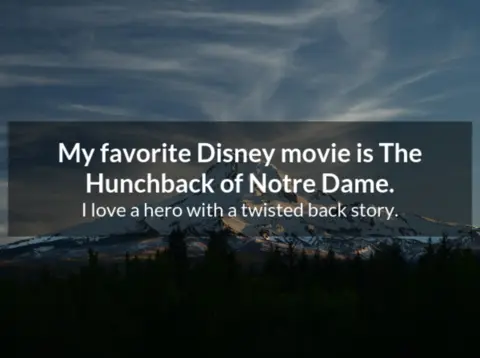 My favorite Disney movie is The
Hunchback of Notre Dame.
I love a hero with a twisted back story.